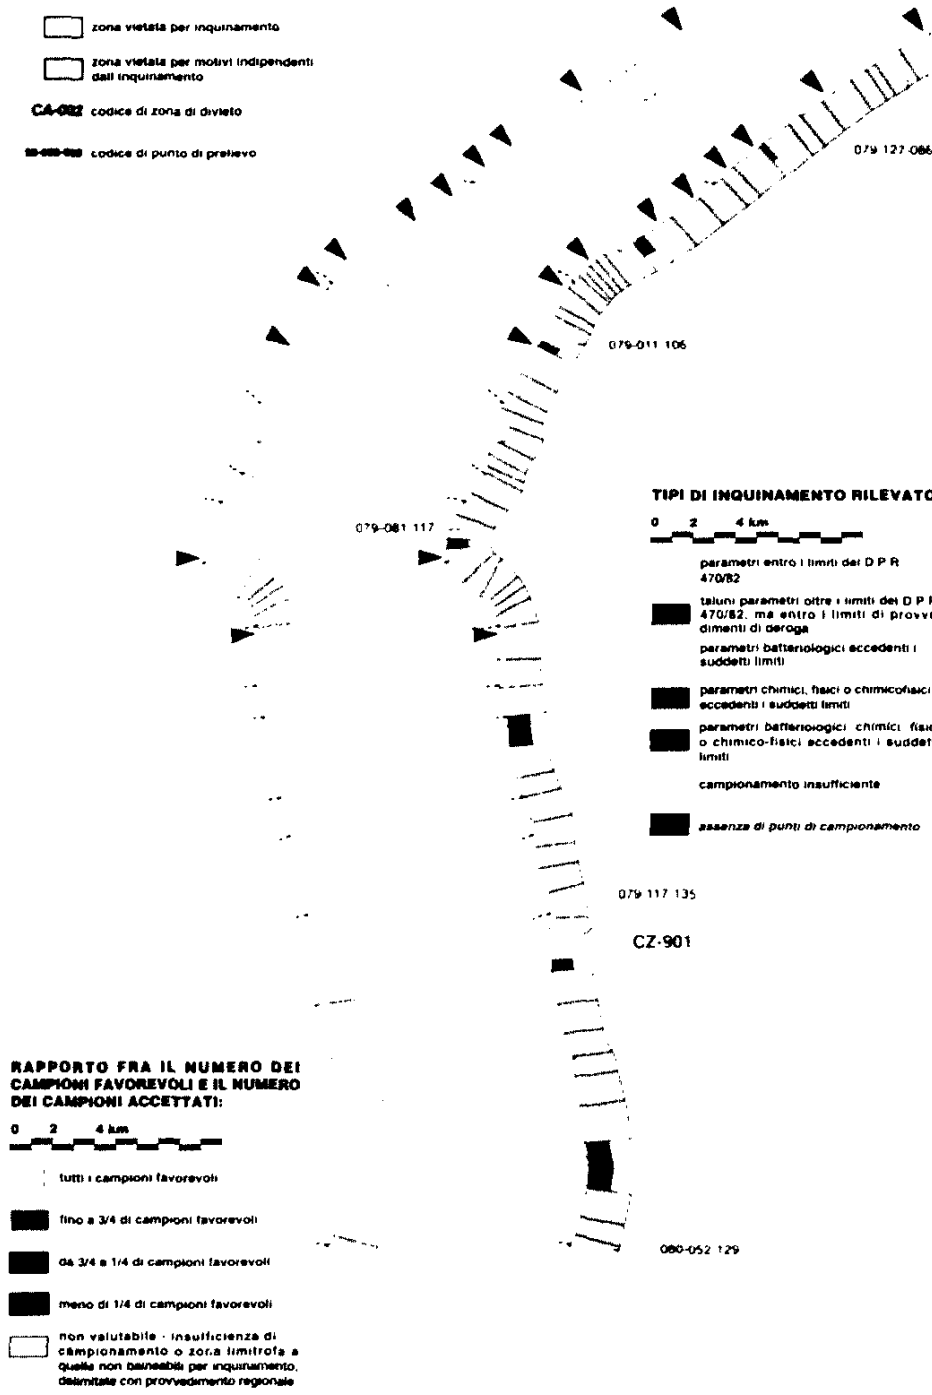 zona vietata per inquinamento
zona vietata per motivi indipendenti
dall inquinamento
CA-002 codice di zona di divieto
codice di punto di prelievo
079 127-086
079-011 106
TIPI DI INQUINAMENTO RILEVATO
0 2 4 km
079-081 117
parametri entro i limiti del D P R
470/82
taluni parametri oltre i limiti del D P R
470/82, ma entro i limiti di provve
dimenti di deroga
parametri batteriologici eccedenti i
suddetti limiti
parametri chimici, fisici o chimicofisici
eccedenti i suddetti limiti
parametri batteriologici chimici fisic
o chimico-fisici eccedenti i suddet
limiti
campionamento insufficiente
assenza di punti di campionamento
079 117 135
CZ-901
RAPPORTO FRA IL NUMERO DEI
CAMPIONI FAVOREVOLI E IL NUMERO
DEI CAMPIONI ACCETTATI:
0 2 4 km
tutti i campioni favorevoli
fino a 3/4 di campioni favorevoli
da 3/4 a 1/4 di campioni favorevoli
080-052 129
meno di 1/4 di campioni favorevoli
non valutabile - insufficienza di
campionamento o zona limitrofa a
quella non balneabili per inquinamento,
delimitate con provvedimento regionale